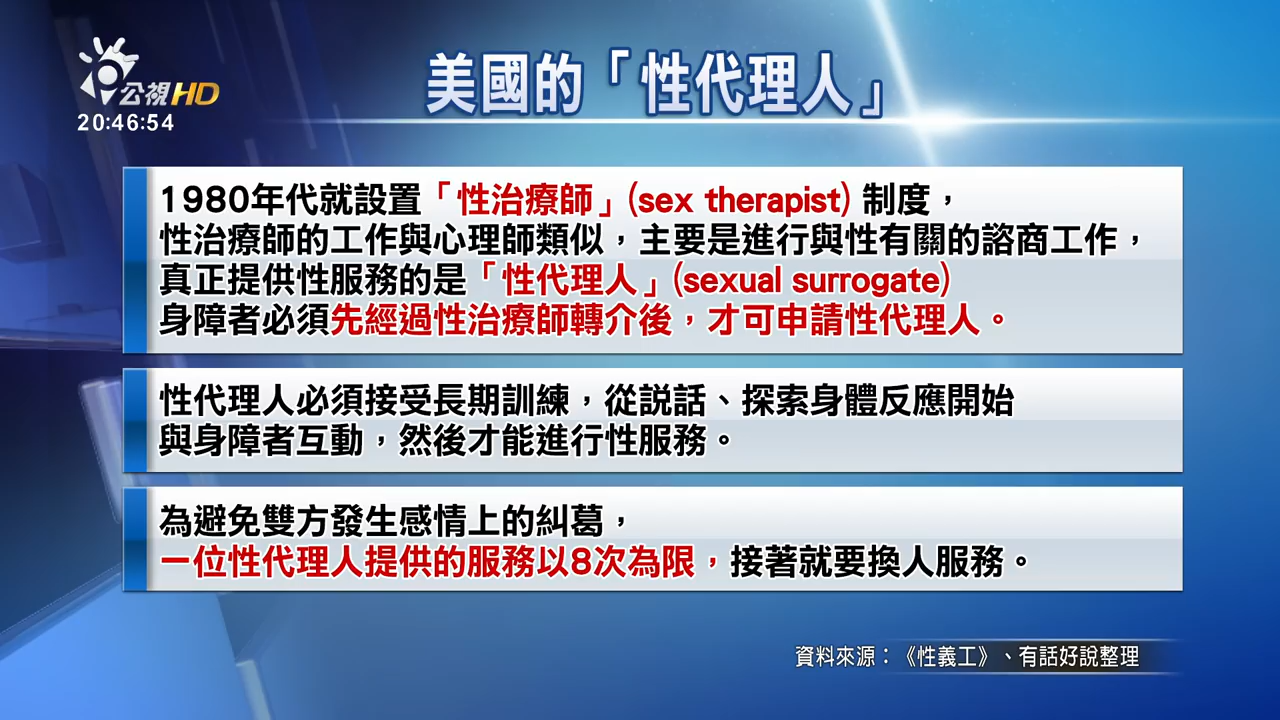 公視HD
20:46:54
美國的「性代理人」
1980年代就設置「性治療師」(sex therapist) 制度，
性治療師的工作與心理師類似，主要是進行與性有關的諮商工作，
真正提供性服務的是「性代理人」(sexual surrogate)
身障者必須先經過性治療師轉介後，才可申請性代理人。
性代理人必須接受長期訓練，從說話、探索身體反應開始
與身障者互動，然後才能進行性服務。
為避免雙方發生感情上的糾葛，
一位性代理人提供的服務以8次為限，接著就要換人服務。
資料來源：《性義工》、有話好說整理